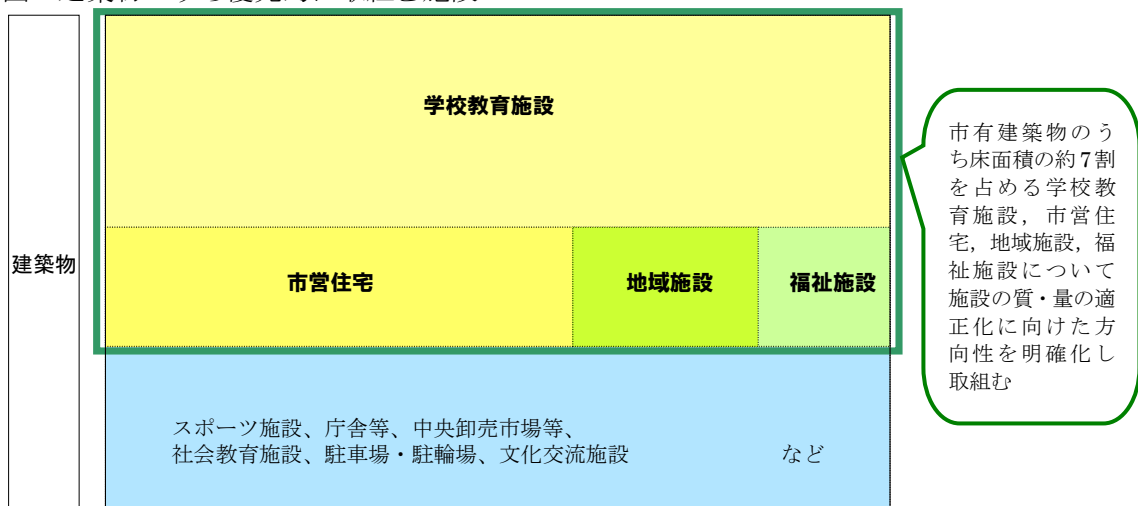 学校教育施設
市有建築物のう
ち床面積の約7割
を占める学校教
育施設，市営住
宅，地域施設，福
祉施設について
施設の質・量の適
正化に向けた方
向性を明確化し
取組む
建築物
市営住宅
地域施設
福祉施設
スポーツ施設、庁舎等、中央卸売市場等、
社会教育施設、駐車場・駐輪場、文化交流施設
など